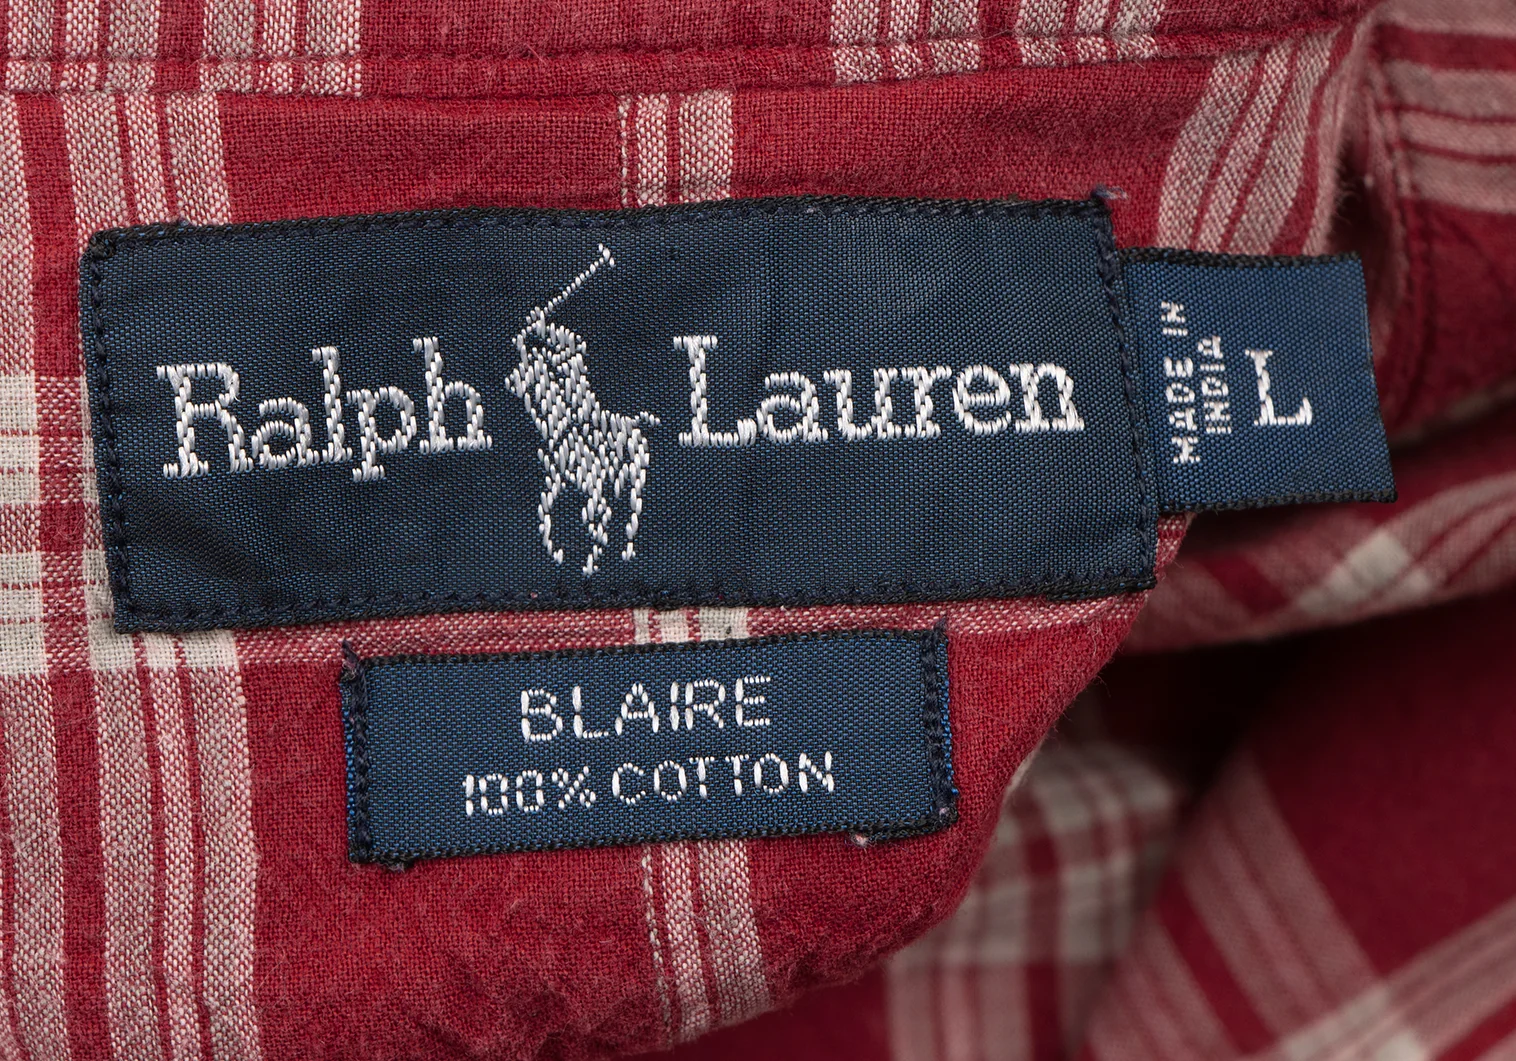 Ralph Lauren
MADE IN
INDIA
L
BLAIRE
100% COTTON